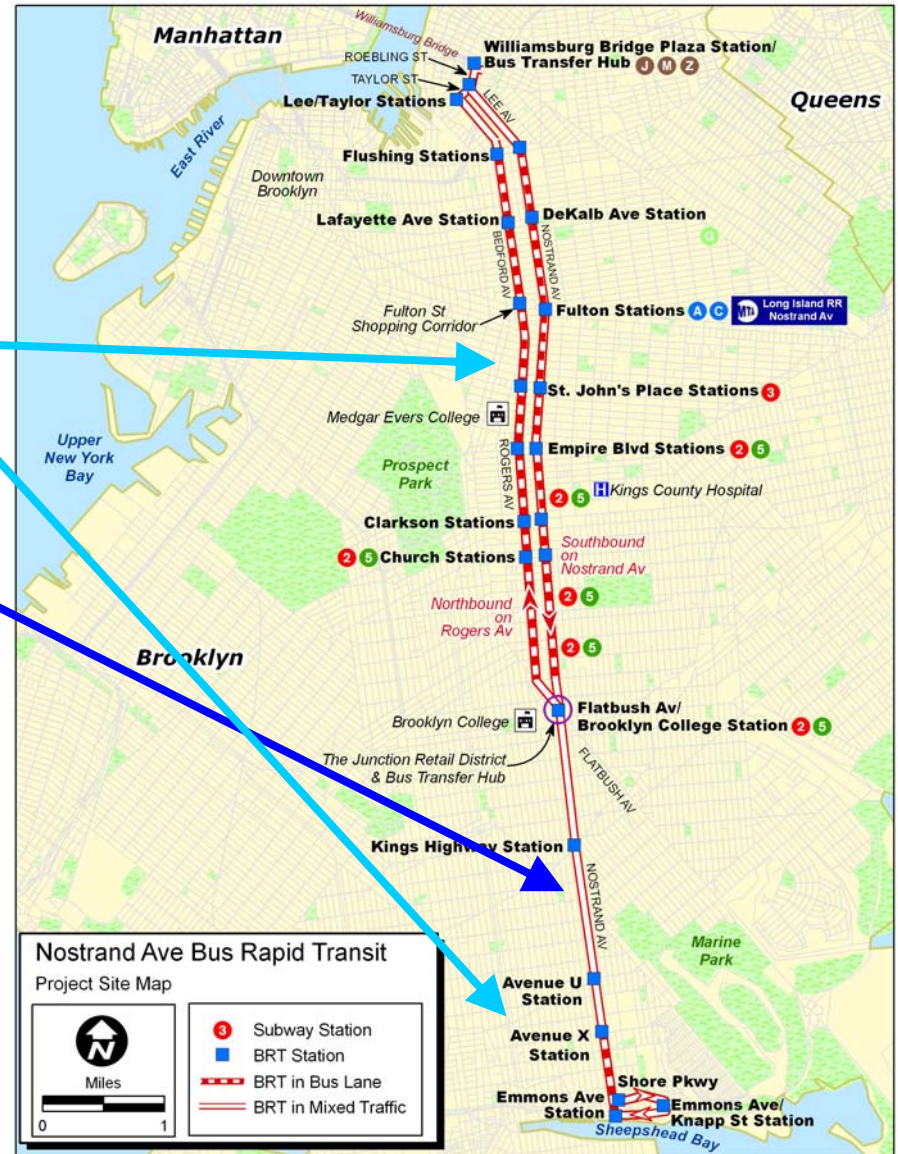 Manhattan
Williamsburg Bridge
ROEBLING ST
Williamsburg Bridge Plaza Station/
Bus Transfer Hub J M Z
TAYLOR ST
Lee/Taylor Stations
LEE AV
Queens
East River
Flushing Stations
Downtown
Brooklyn
Lafayette Ave Station
DeKalb Ave Station
BEDFORD AV
NOSTRAND AV
G
Fulton St
Shopping Corridor
Fulton Stations A C
MTA
Long Island RR
Nostrand Av
St. John's Place Stations 3
Medgar Evers College
Upper
New York
Bay
Prospect
Park
ROGERS AV
Empire Blvd Stations 2 5
2 5 H Kings County Hospital
Clarkson Stations
2 5 Church Stations
Southbound
on
Nostrand Av
2 5
Northbound
on
Rogers Av
2 5
Brooklyn
Flatbush Av/
Brooklyn College Station 2 5
Brooklyn College
The Junction Retail District
& Bus Transfer Hub
FLATBUSH AV
Kings Highway Station
NOSTRAND AV
Marine
Park
Avenue U
Station
Avenue X
Station
Shore Pkwy
Emmons Ave
Station
Emmons Ave/
Knapp St Station
Sheepshead Bay
Nostrand Ave Bus Rapid Transit
Project Site Map
N
Miles
0 1
3 Subway Station
BRT Station
BRT in Bus Lane
BRT in Mixed Traffic